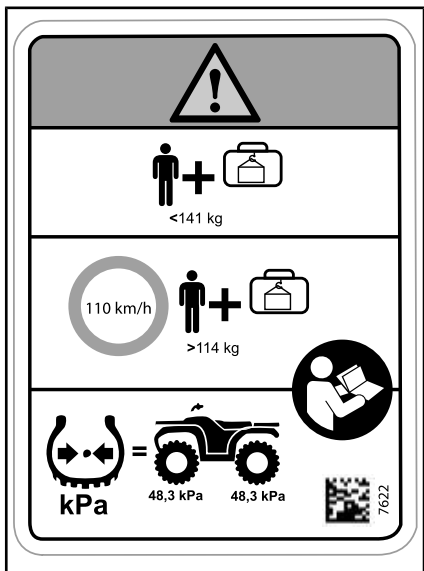 <141 kg
110 km/h
>114 kg
=
kPa
48,3 kPa 48,3 kPa
7622